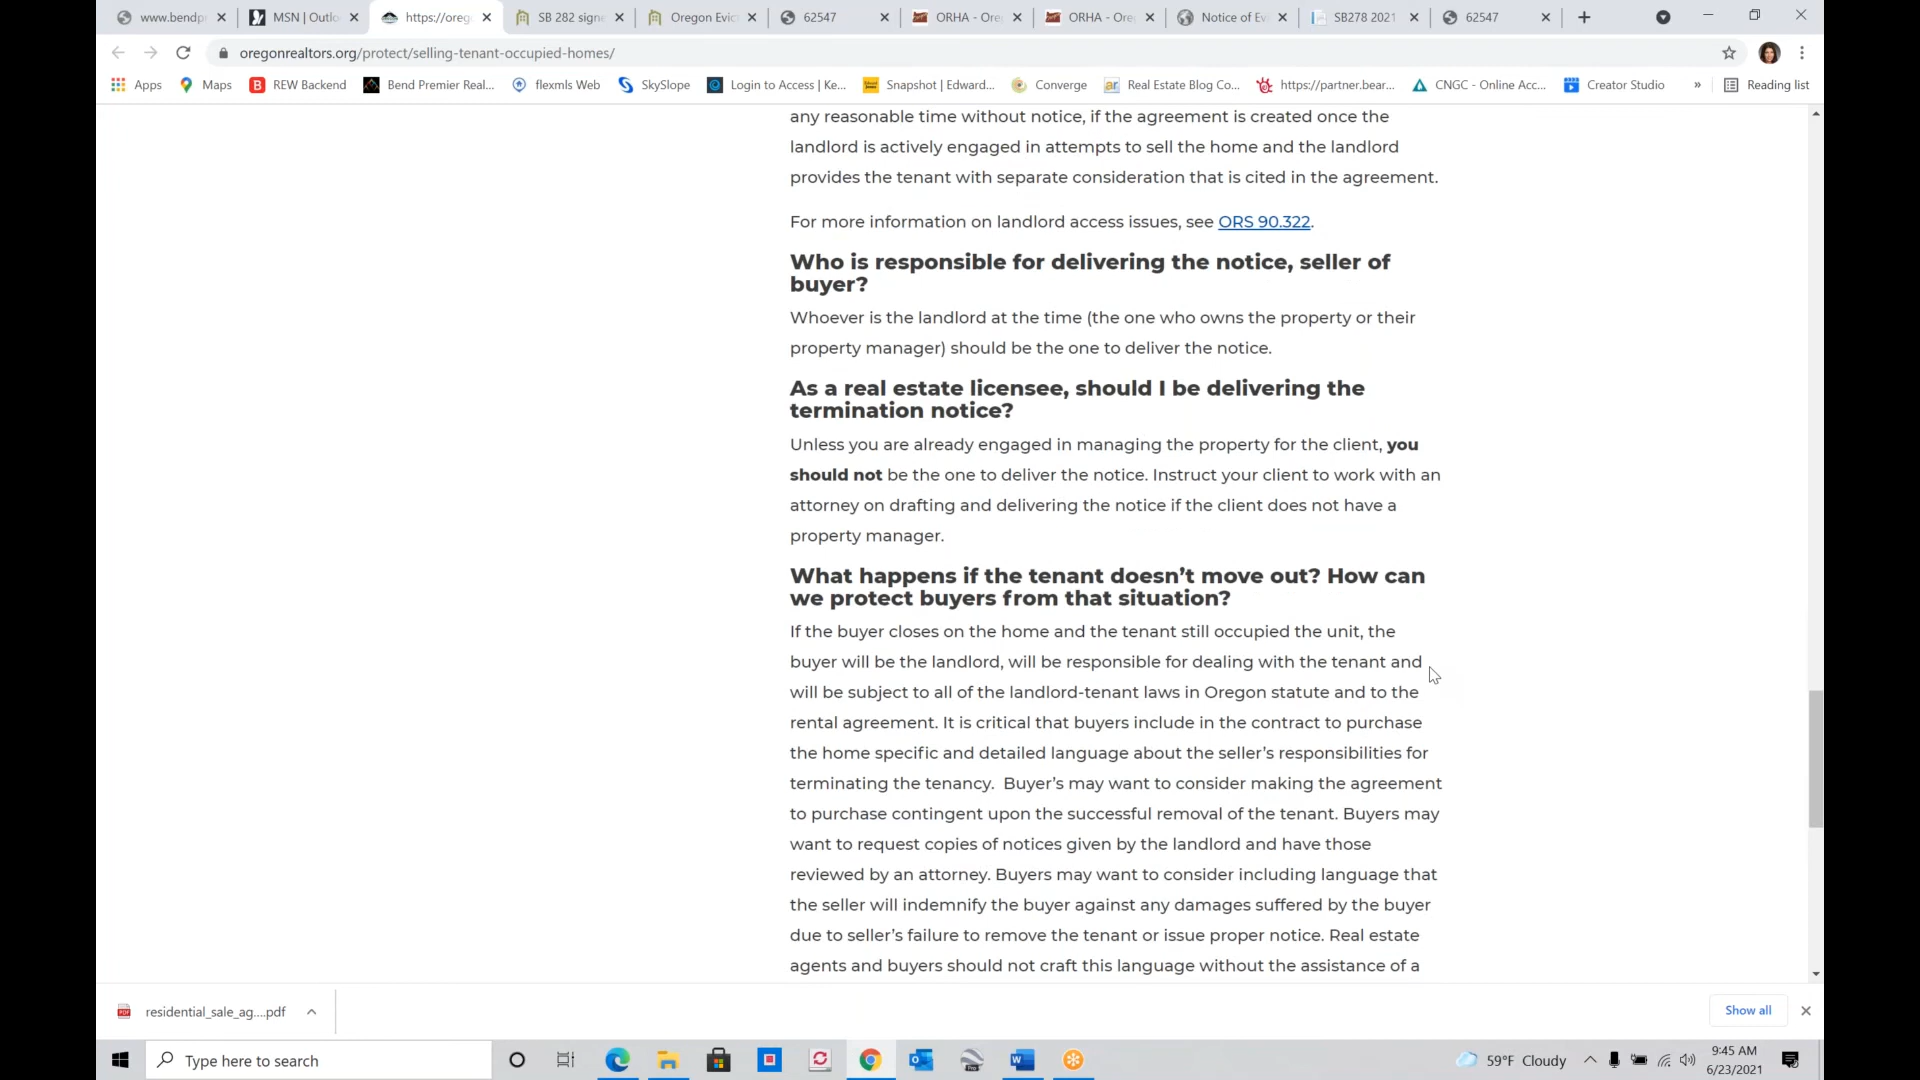 www.bendp
MSN | Outlo
https://oreg
SB 282 sign
Oregon Evic
62547
ORHA - Ore
ORHA - Ore
Notice of Ev
SB278 2021
62547
oregonrealtors.org/protect/selling-tenant-occupied-homes/
Apps
Maps
REW Backend
Bend Premier Real...
flexmls Web
SkySlope
Login to Access | Ke...
Snapshot | Edward...
Converge
Real Estate Blog Co...
https://partner.bear...
CNGC - Online Acc...
Creator Studio
»
Reading list
any reasonable time without notice, if the agreement is created once the
landlord is actively engaged in attempts to sell the home and the landlord
provides the tenant with separate consideration that is cited in the agreement.
For more information on landlord access issues, see ORS 90.322.
Who is responsible for delivering the notice, seller of
buyer?
Whoever is the landlord at the time (the one who owns the property or their
property manager) should be the one to deliver the notice.
As a real estate licensee, should I be delivering the
termination notice?
Unless you are already engaged in managing the property for the client, you
should not be the one to deliver the notice. Instruct your client to work with an
attorney on drafting and delivering the notice if the client does not have a
property manager.
What happens if the tenant doesn’t move out? How can
we protect buyers from that situation?
If the buyer closes on the home and the tenant still occupied the unit, the
buyer will be the landlord, will be responsible for dealing with the tenant and
will be subject to all of the landlord-tenant laws in Oregon statute and to the
rental agreement. It is critical that buyers include in the contract to purchase
the home specific and detailed language about the seller’s responsibilities for
terminating the tenancy.  Buyer’s may want to consider making the agreement
to purchase contingent upon the successful removal of the tenant. Buyers may
want to request copies of notices given by the landlord and have those
reviewed by an attorney. Buyers may want to consider including language that
the seller will indemnify the buyer against any damages suffered by the buyer
due to seller’s failure to remove the tenant or issue proper notice. Real estate
agents and buyers should not craft this language without the assistance of a
residential_sale_ag....pdf
Show all
Type here to search
59°F Cloudy
9:45 AM
6/23/2021